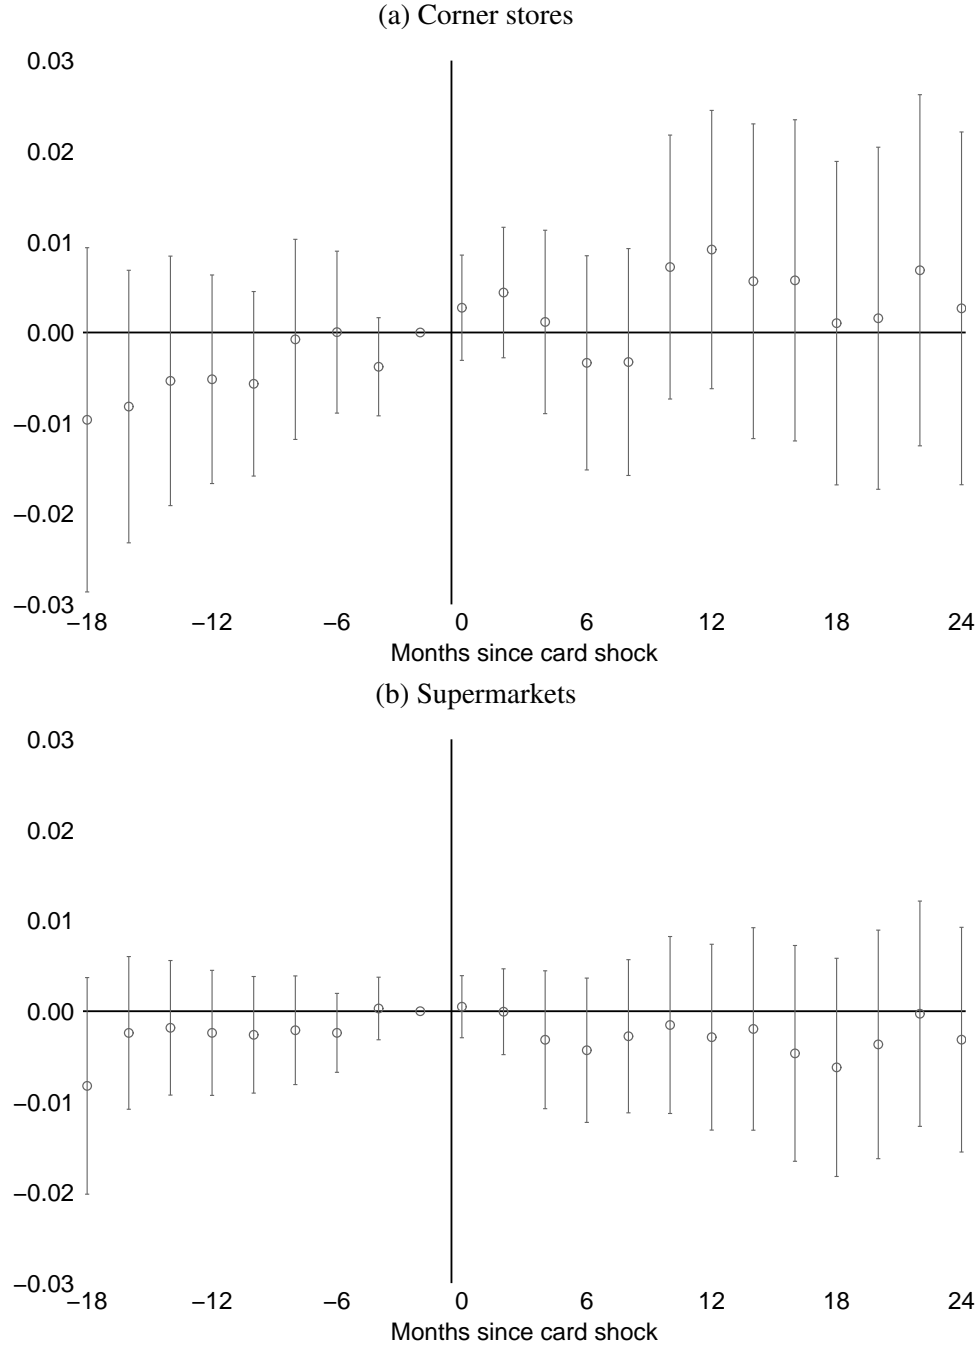 (a) Corner stores
0.03
0.02
0.01
0.00
−0.01
−0.02
−0.03
−18 −12 −6 0 6 12 18 24
Months since card shock
(b) Supermarkets
0.03
0.02
0.01
0.00
−0.01
−0.02
−0.03
−18 −12 −6 0 6 12 18 24
Months since card shock